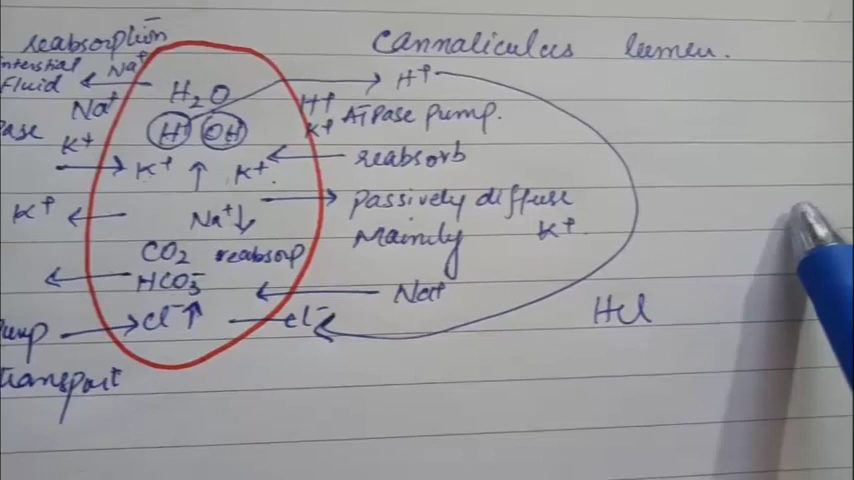 reabsorption
cannaliculus lumen.
interstial Na+
Fluid
H2O
H+
Na+
H+ OH
H+
K+ ATPase pump.
ase K+
K+ ↑ K+
reabsorb
K+
Na+ ↓
passively diffuse
CO2 reabsorp
Mainly K+
HCO3-
Na+
ump
Cl- ↑
Cl-
HCl
transport